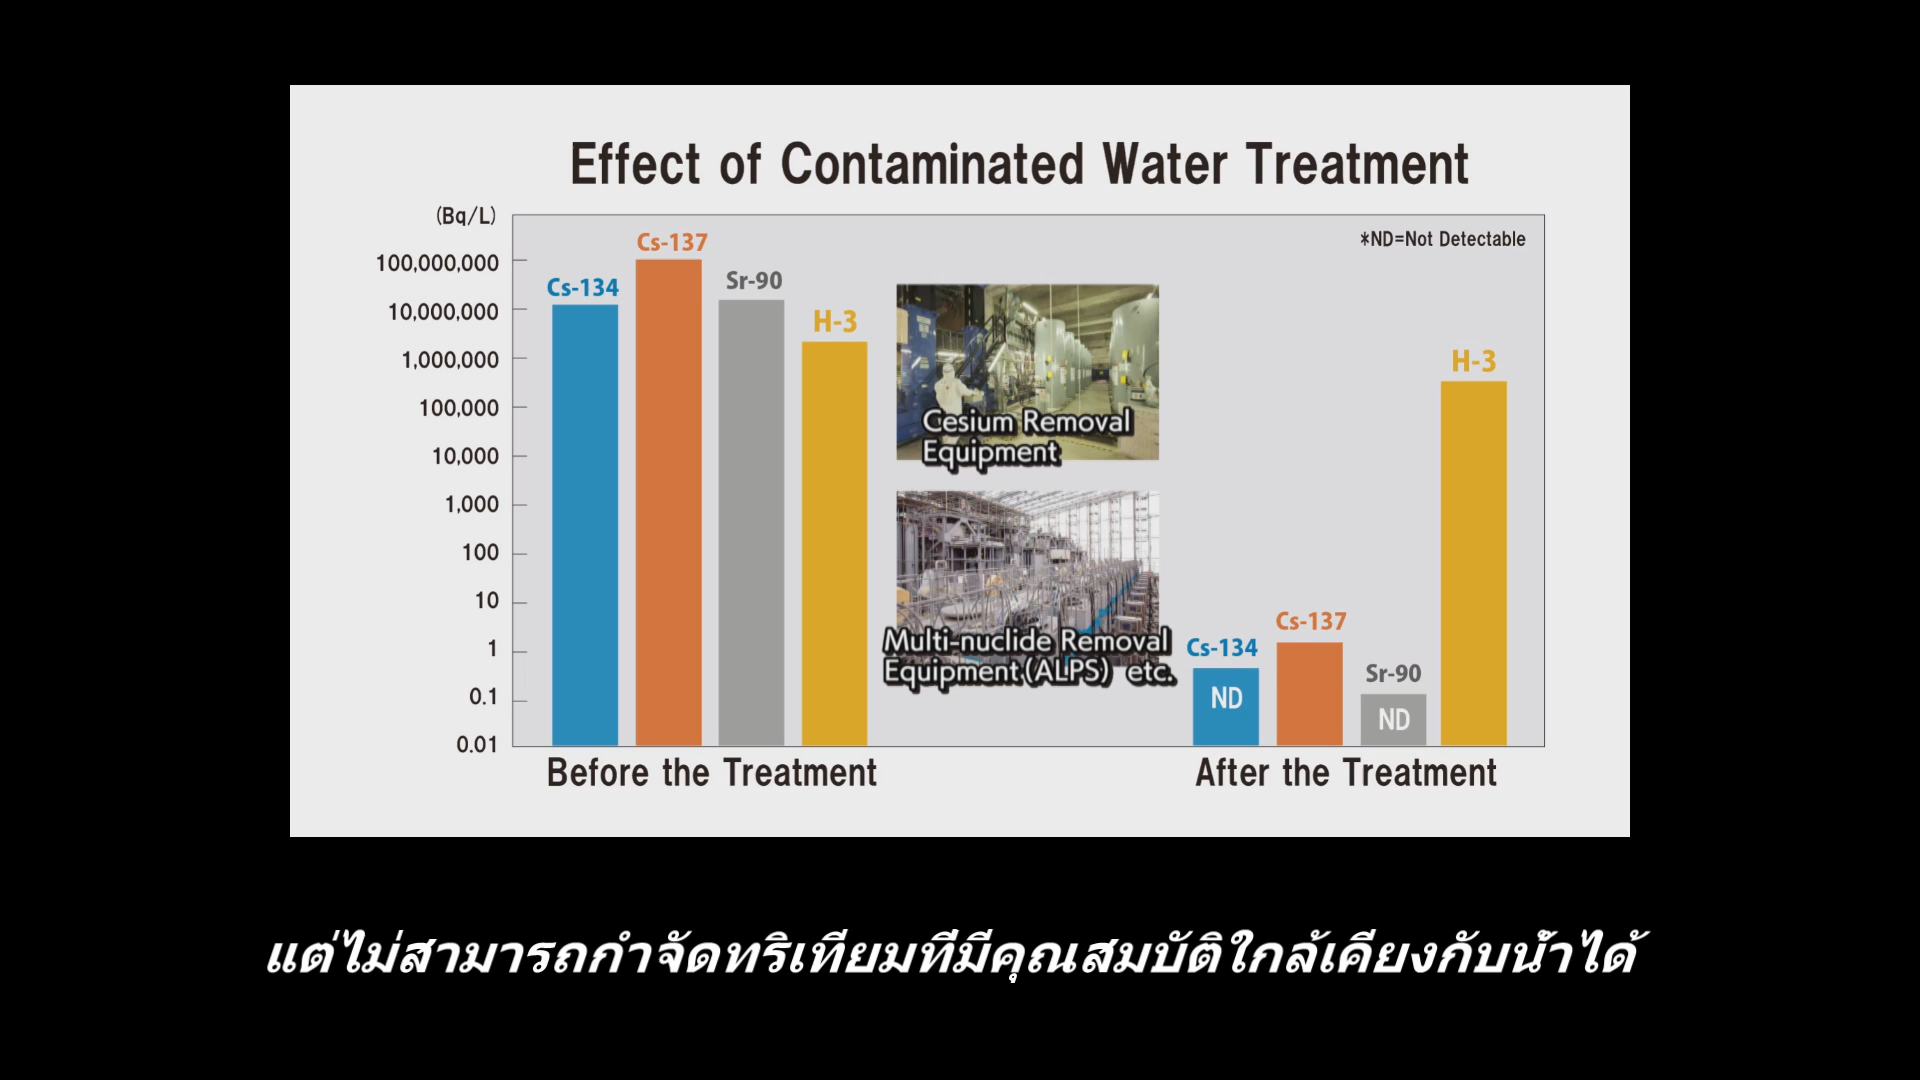 Effect of Contaminated Water Treatment
(Bq/L)
*ND=Not Detectable
100,000,000
10,000,000
1,000,000
100,000
10,000
1,000
100
10
1
0.1
0.01
Cs-134
Cs-137
Sr-90
H-3
Cesium Removal
Equipment
Multi-nuclide Removal
Equipment(ALPS) etc.
Cs-134
ND
Cs-137
Sr-90
ND
H-3
Before the Treatment
After the Treatment
แต่ไม่สามารถกำจัดทริเทียมที่มีคุณสมบัติใกล้เคียงกับน้ำได้